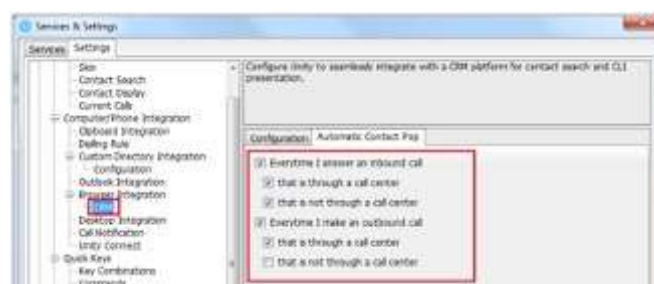 Services & Settings
Services
Settings
Skin
Contact Search
Contact Display
Current Calls
Computer/Phone Integration
Clipboard Integration
Dialing Rule
Custom Directory Integration
Configuration
Outlook Integration
Browser Integration
Desktop Integration
Call Notification
Unity Connect
Quick Keys
Key Combinations
Commands
Configure Unity to seamlessly integrate with a CRM platform for contact search and CLI
presentation.
Configuration
Automatic Contact Pop
Everytime I answer an inbound call
that is through a call center
that is not through a call center
Everytime I make an outbound call
that is through a call center
that is not through a call center